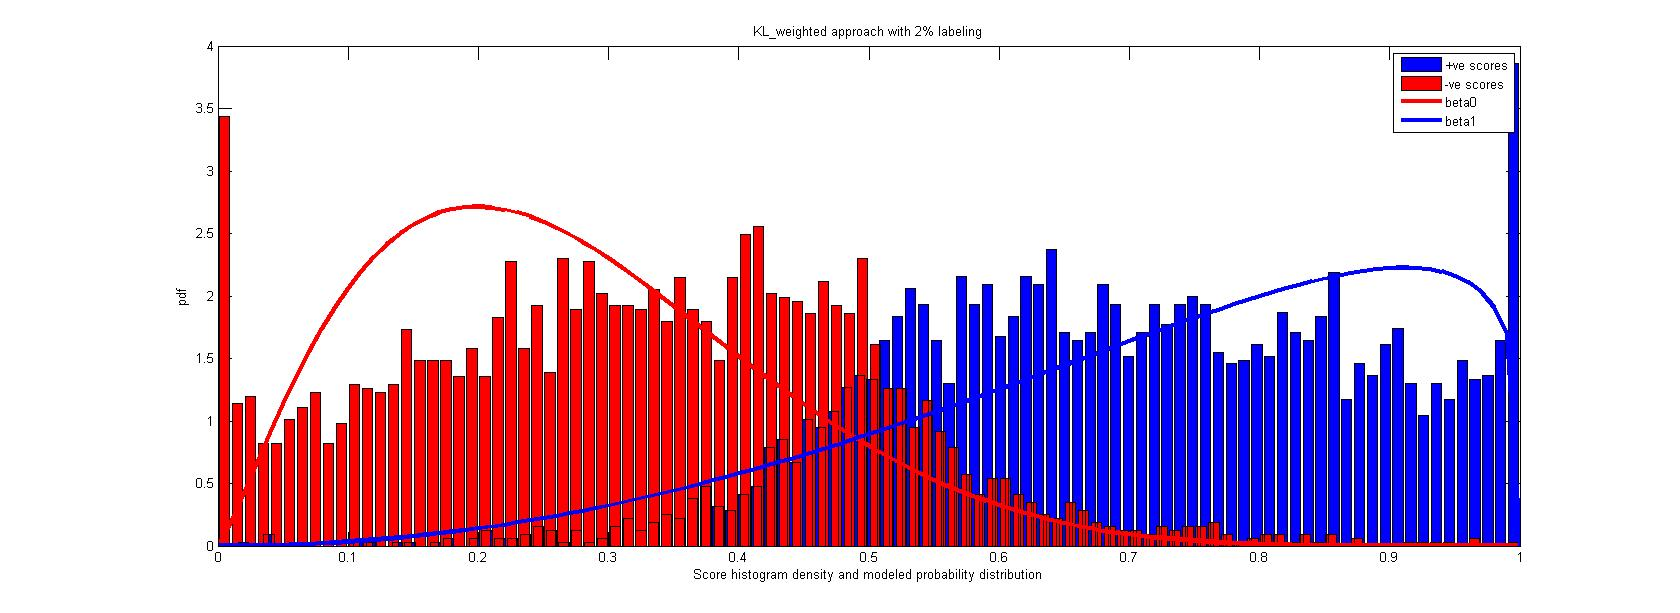 KL_weighted approach with 2% labeling
4
3.5
3
2.5
2
1.5
1
0.5
0
pdf
+ve scores
-ve scores
beta0
beta1
0 0.1 0.2 0.3 0.4 0.5 0.6 0.7 0.8 0.9 1
Score histogram density and modeled probability distribution